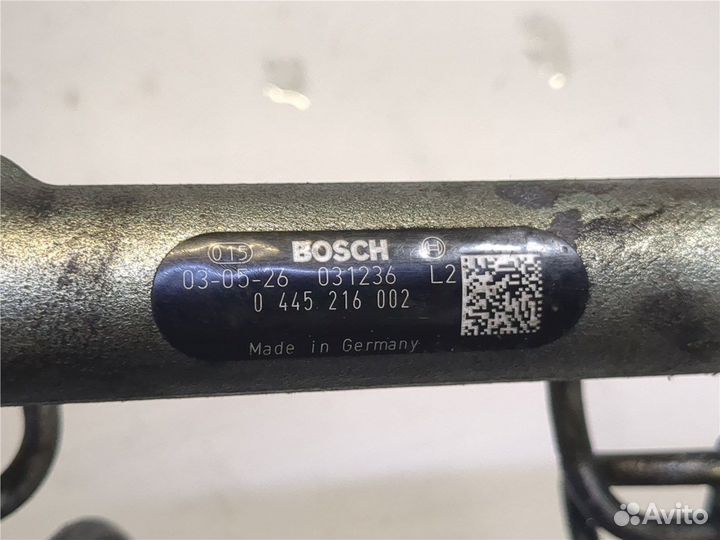 015 BOSCH
03-05-26 031236 L2
0 445 216 002
Made in Germany
Avito